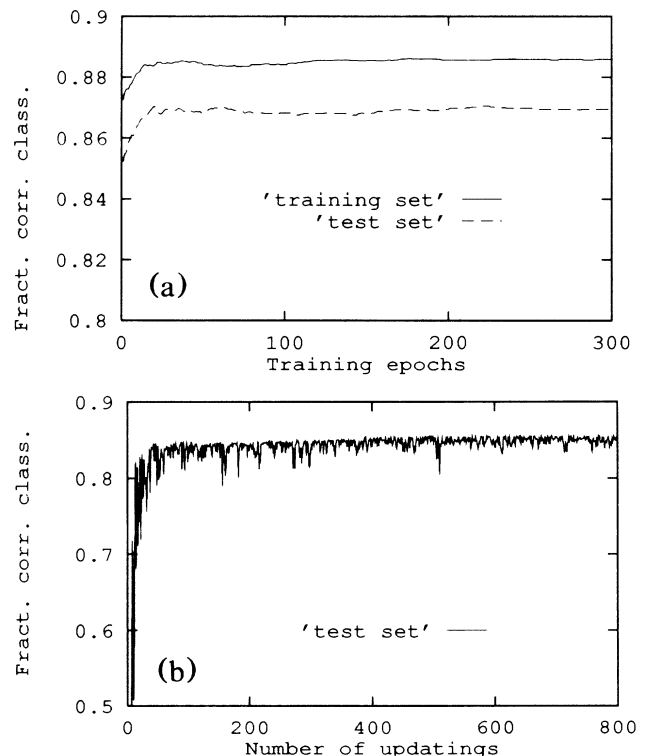 Fract. corr. class.
0.9
0.88
0.86
0.84
0.82
0.8
'training set'
'test set'
(a)
0 100 200 300
Training epochs
Fract. corr. class.
0.9
0.8
0.7
0.6
0.5
'test set'
(b)
0 200 400 600 800
Number of updatings